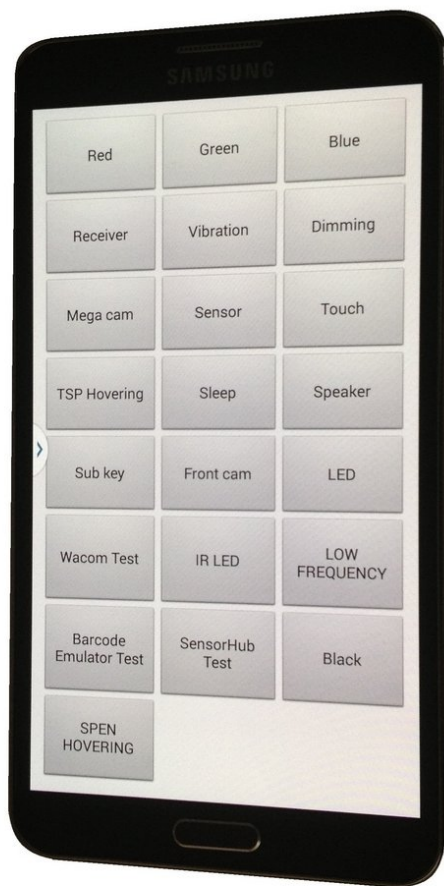 SAMSUNG
Red
Green
Blue
Receiver
Vibration
Dimming
Mega cam
Sensor
Touch
TSP Hovering
Sleep
Speaker
Sub key
Front cam
LED
Wacom Test
IR LED
LOW
FREQUENCY
Barcode
Emulator Test
SensorHub
Test
Black
SPEN
HOVERING